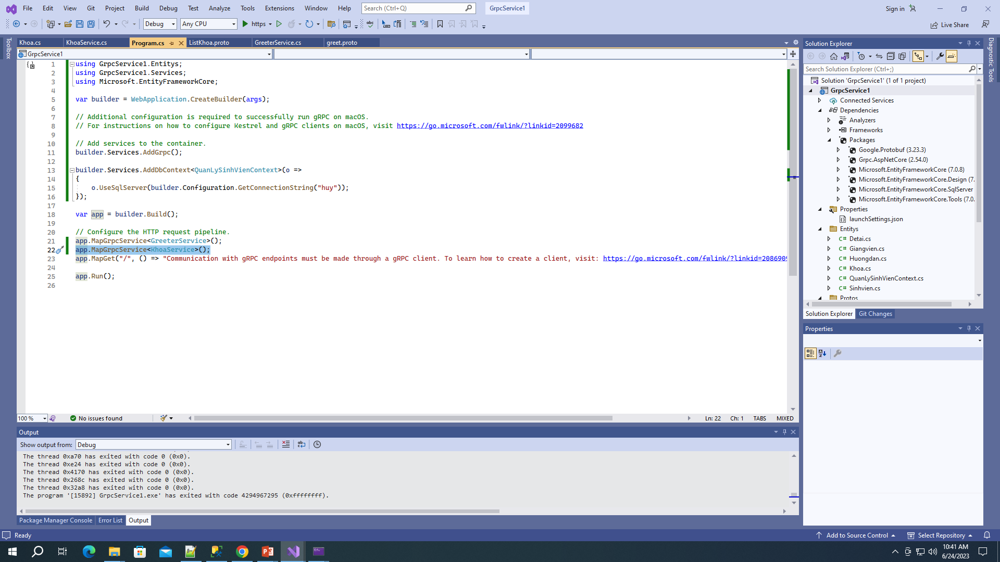 File Edit View Git Project Build Debug Test Analyze Tools Extensions Window Help Search (Ctrl+Q) GrpcService1 Sign in
Debug Any CPU https Live Share
Toolbox
Khoa.cs KhoaService.cs Program.cs ListKhoa.proto GreeterService.cs greet.proto
GrpcService1
1 using GrpcService1.Entitys;
2 using GrpcService1.Services;
3 using Microsoft.EntityFrameworkCore;
4
5 var builder = WebApplication.CreateBuilder(args);
6
7 // Additional configuration is required to successfully run gRPC on macOS.
8 // For instructions on how to configure Kestrel and gRPC clients on macOS, visit https://go.microsoft.com/fwlink/?linkid=2099682
9
10 // Add services to the container.
11 builder.Services.AddGrpc();
12
13 builder.Services.AddDbContext<QuanLySinhVienContext>(o =>
14 {
15 o.UseSqlServer(builder.Configuration.GetConnectionString("huy"));
16 });
17
18 var app = builder.Build();
19
20 // Configure the HTTP request pipeline.
21 app.MapGrpcService<GreeterService>();
22 app.MapGrpcService<KhoaService>();
23 app.MapGet("/", () => "Communication with gRPC endpoints must be made through a gRPC client. To learn how to create a client, visit: https://go.microsoft.com/fwlink/?linkid=2086909
24
25 app.Run();
26
100 % No issues found Ln: 22 Ch: 1 TABS MIXED
Output
Show output from: Debug
The thread 0xa70 has exited with code 0 (0x0).
The thread 0xe24 has exited with code 0 (0x0).
The thread 0x4170 has exited with code 0 (0x0).
The thread 0x268c has exited with code 0 (0x0).
The thread 0x32a8 has exited with code 0 (0x0).
The program '[15892] GrpcService1.exe' has exited with code 4294967295 (0xffffffff).
Package Manager Console Error List Output
Solution Explorer
Search Solution Explorer (Ctrl+;)
Solution 'GrpcService1' (1 of 1 project)
GrpcService1
Connected Services
Dependencies
Analyzers
Frameworks
Packages
Google.Protobuf (3.23.3)
Grpc.AspNetCore (2.54.0)
Microsoft.EntityFrameworkCore (7.0.8)
Microsoft.EntityFrameworkCore.Design (7.
Microsoft.EntityFrameworkCore.SqlServer
Microsoft.EntityFrameworkCore.Tools (7.0.
Properties
launchSettings.json
Entitys
C# Detai.cs
C# Giangvien.cs
C# Huongdan.cs
C# Khoa.cs
C# QuanLySinhVienContext.cs
C# Sinhvien.cs
Protos
Solution Explorer Git Changes
Properties
Diagnostic Tools
Ready Add to Source Control Select Repository
10:41 AM
6/24/2023